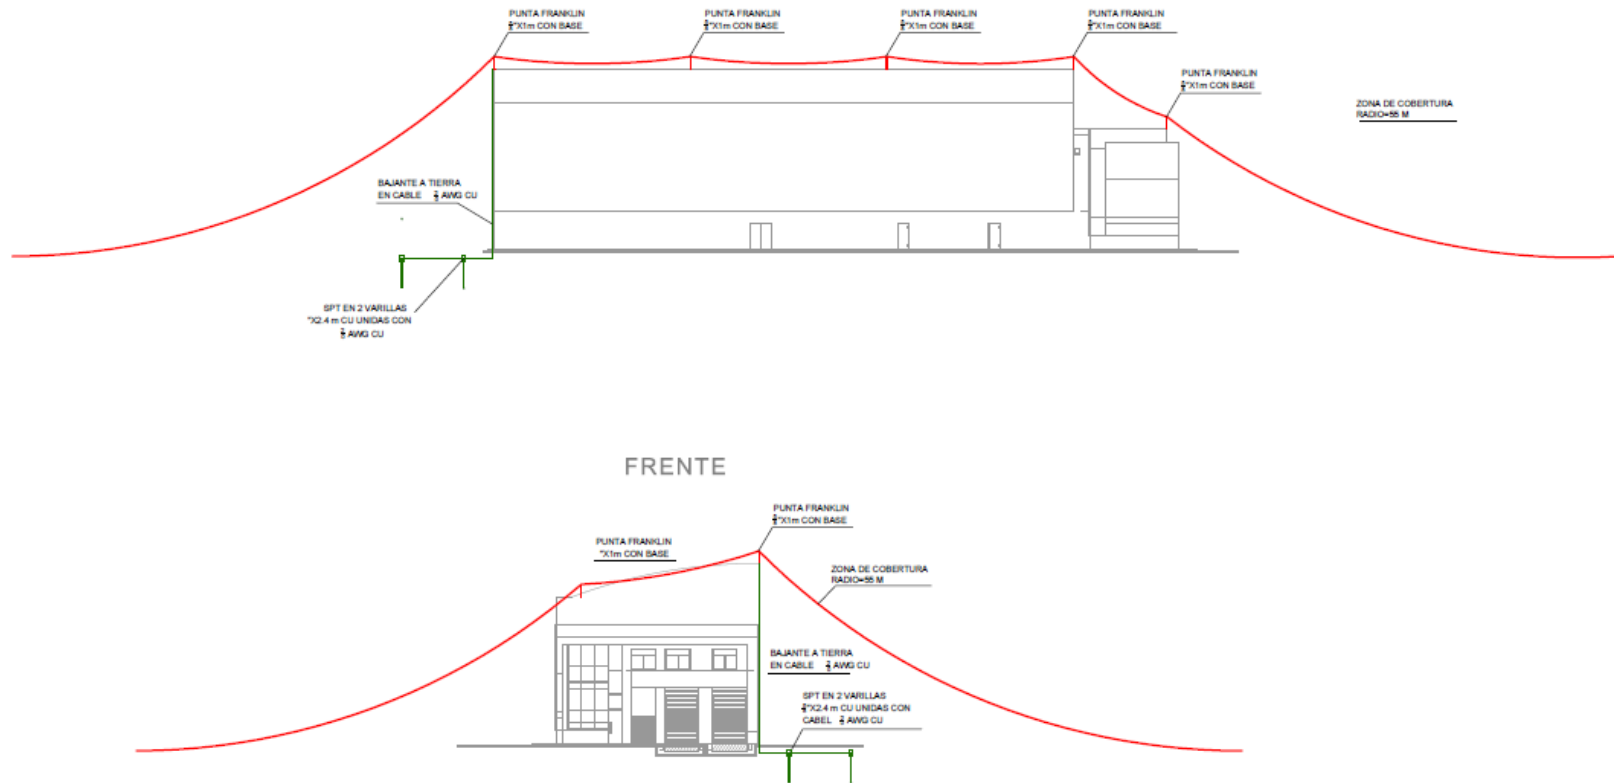 PUNTA FRANKLIN
"X1m CON BASE
PUNTA FRANKLIN
"X1m CON BASE
PUNTA FRANKLIN
"X1m CON BASE
PUNTA FRANKLIN
"X1m CON BASE
PUNTA FRANKLIN
"X1m CON BASE
ZONA DE COBERTURA
RADIO=55 M
BAJANTE A TIERRA
EN CABLE AWG CU
SPT EN 2 VARILLAS
"X2.4 m CU UNIDAS CON
AWG CU
FRENTE
PUNTA FRANKLIN
"X1m CON BASE
PUNTA FRANKLIN
"X1m CON BASE
ZONA DE COBERTURA
RADIO=55 M
BAJANTE A TIERRA
EN CABLE AWG CU
SPT EN 2 VARILLAS
"X2.4 m CU UNIDAS CON
CABEL AWG CU